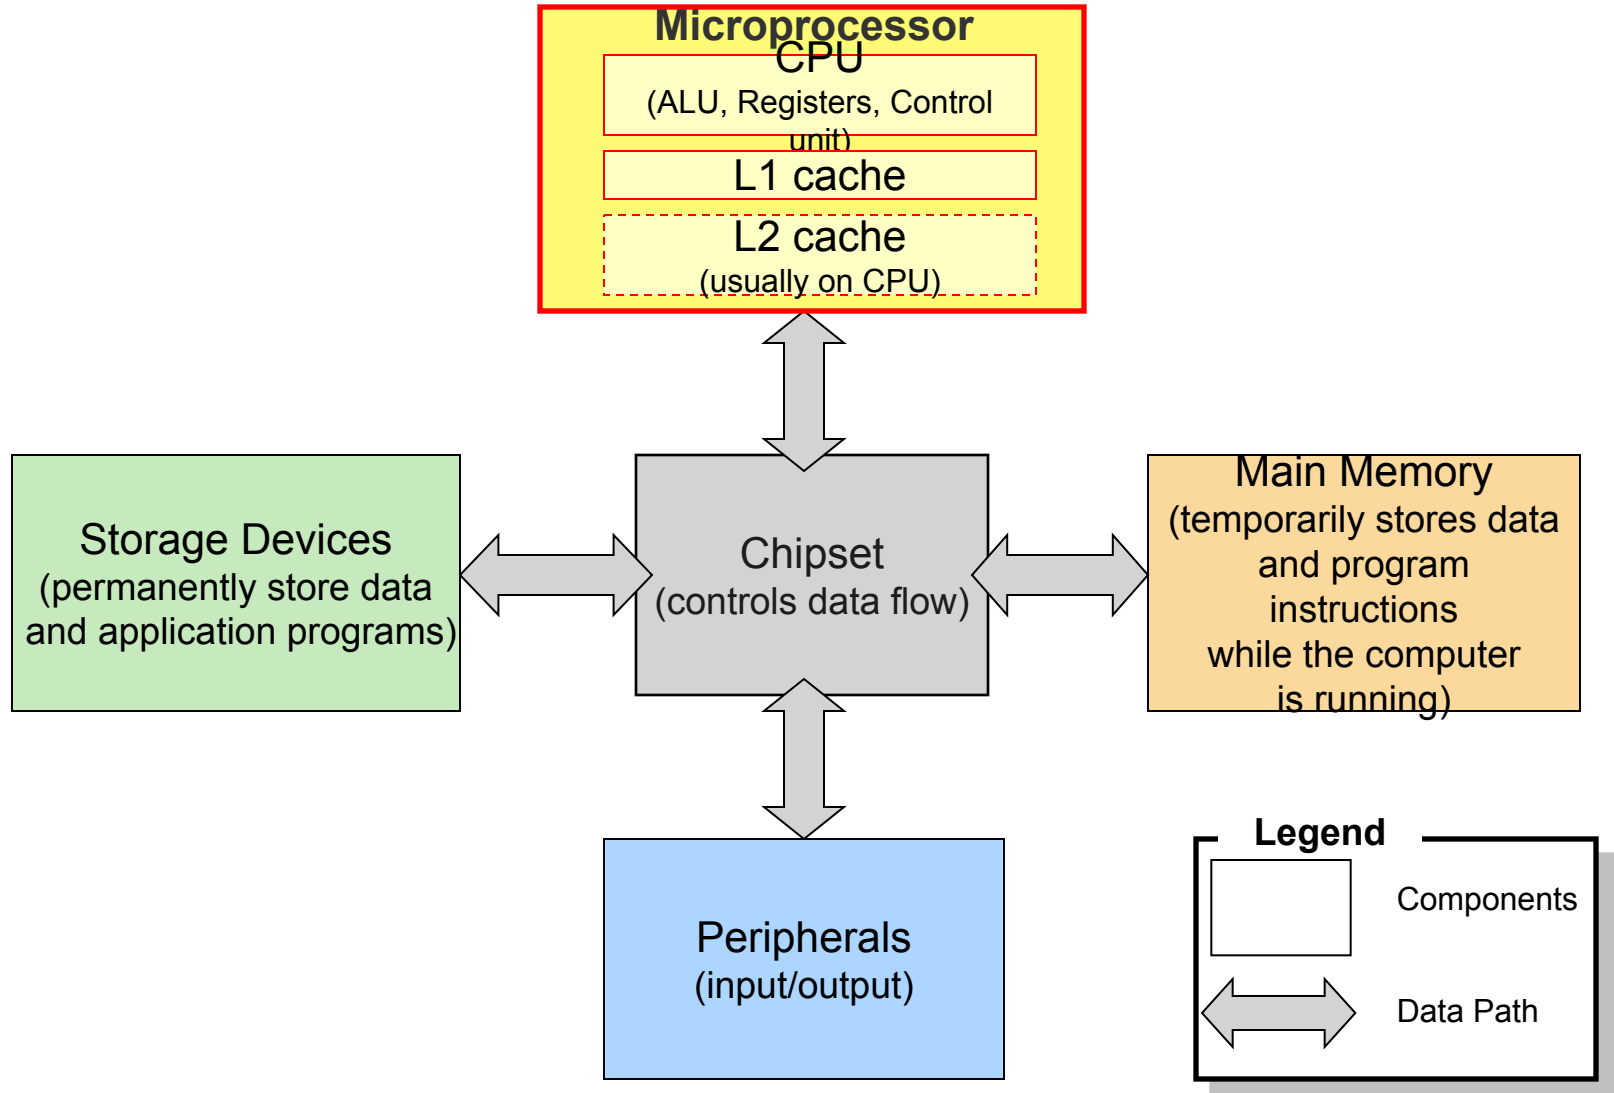 Microprocessor
CPU
(ALU, Registers, Control
unit)
L1 cache
L2 cache
(usually on CPU)
Storage Devices
(permanently store data
and application programs)
Chipset
(controls data flow)
Main Memory
(temporarily stores data
and program
instructions
while the computer
is running)
Peripherals
(input/output)
Legend
Components
Data Path